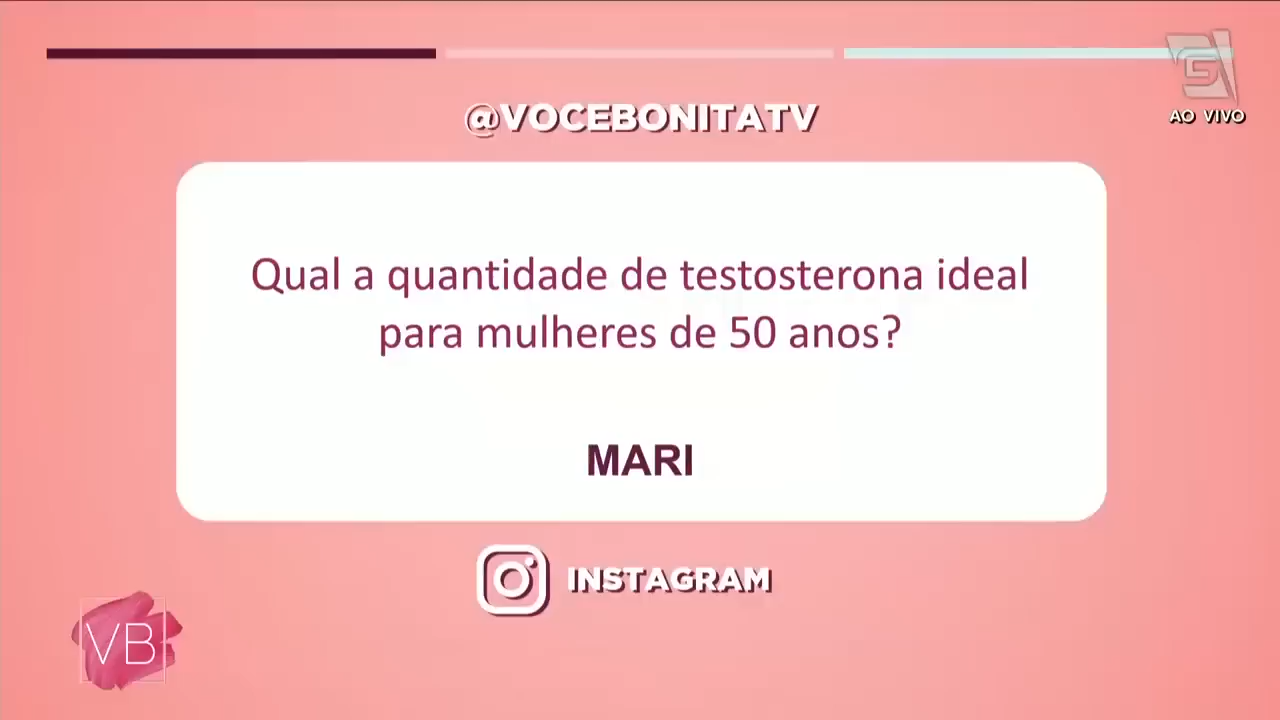 @VOCEBONITATV
AO VIVO
Qual a quantidade de testosterona ideal
para mulheres de 50 anos?
MARI
INSTAGRAM
VB